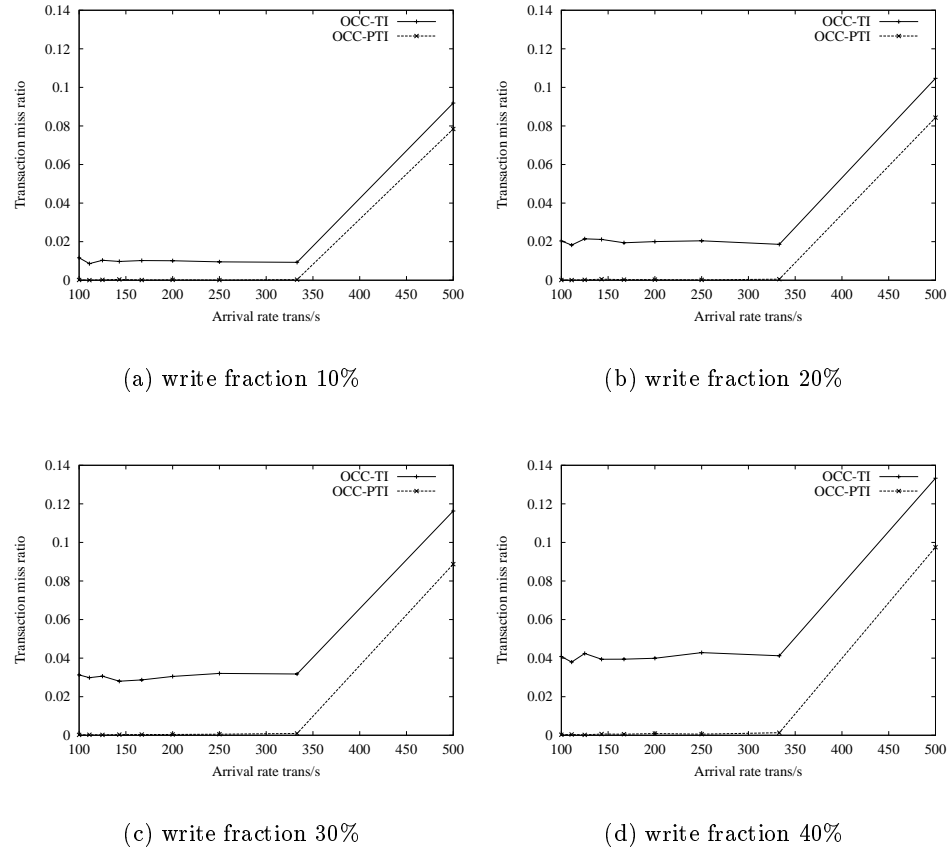 0.14
0.12
0.1
0.08
0.06
0.04
0.02
0
Transaction miss ratio
OCC-TI
OCC-PTI
100 150 200 250 300 350 400 450 500
Arrival rate trans/s
(a) write fraction 10%
0.14
0.12
0.1
0.08
0.06
0.04
0.02
0
Transaction miss ratio
OCC-TI
OCC-PTI
100 150 200 250 300 350 400 450 500
Arrival rate trans/s
(b) write fraction 20%
0.14
0.12
0.1
0.08
0.06
0.04
0.02
0
Transaction miss ratio
OCC-TI
OCC-PTI
100 150 200 250 300 350 400 450 500
Arrival rate trans/s
(c) write fraction 30%
0.14
0.12
0.1
0.08
0.06
0.04
0.02
0
Transaction miss ratio
OCC-TI
OCC-PTI
100 150 200 250 300 350 400 450 500
Arrival rate trans/s
(d) write fraction 40%